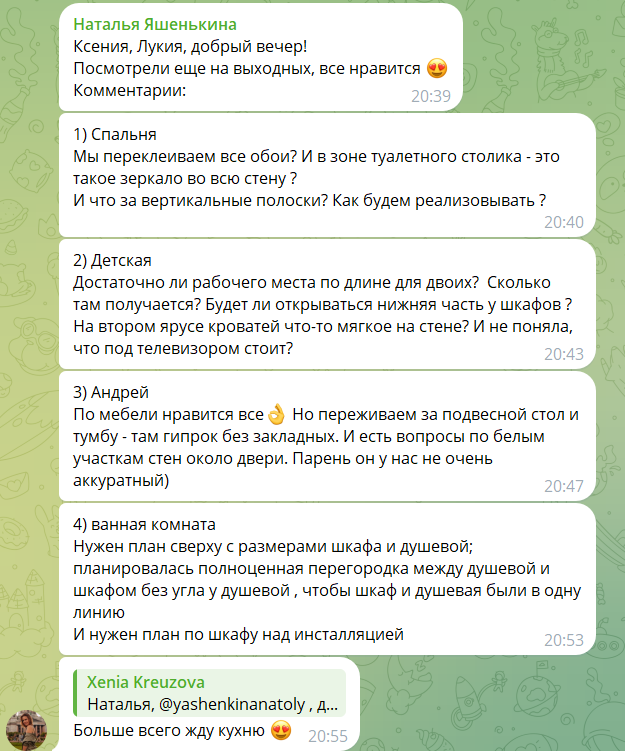 Наталья Яшенькина
Ксения, Лукия, добрый вечер!
Посмотрели еще на выходных, все нравится 😍
Комментарии:
20:39
1) Спальня
Мы переклеиваем все обои? И в зоне туалетного столика - это
такое зеркало во всю стену ?
И что за вертикальные полоски? Как будем реализовывать ?
20:40
2) Детская
Достаточно ли рабочего места по длине для двоих?  Сколько
там получается? Будет ли открываться нижняя часть у шкафов ?
На втором ярусе кроватей что-то мягкое на стене? И не поняла,
что под телевизором стоит?
20:43
3) Андрей
По мебели нравится все👌 Но переживаем за подвесной стол и
тумбу - там гипрок без закладных. И есть вопросы по белым
участкам стен около двери. Парень он у нас не очень
аккуратный)
20:47
4) ванная комната
Нужен план сверху с размерами шкафа и душевой;
планировалась полноценная перегородка между душевой и
шкафом без угла у душевой , чтобы шкаф и душевая были в одну
линию
И нужен план по шкафу над инсталляцией
20:53
Xenia Kreuzova
Наталья, @yashenkinanatoly , д...
Больше всего жду кухню 😍
20:55